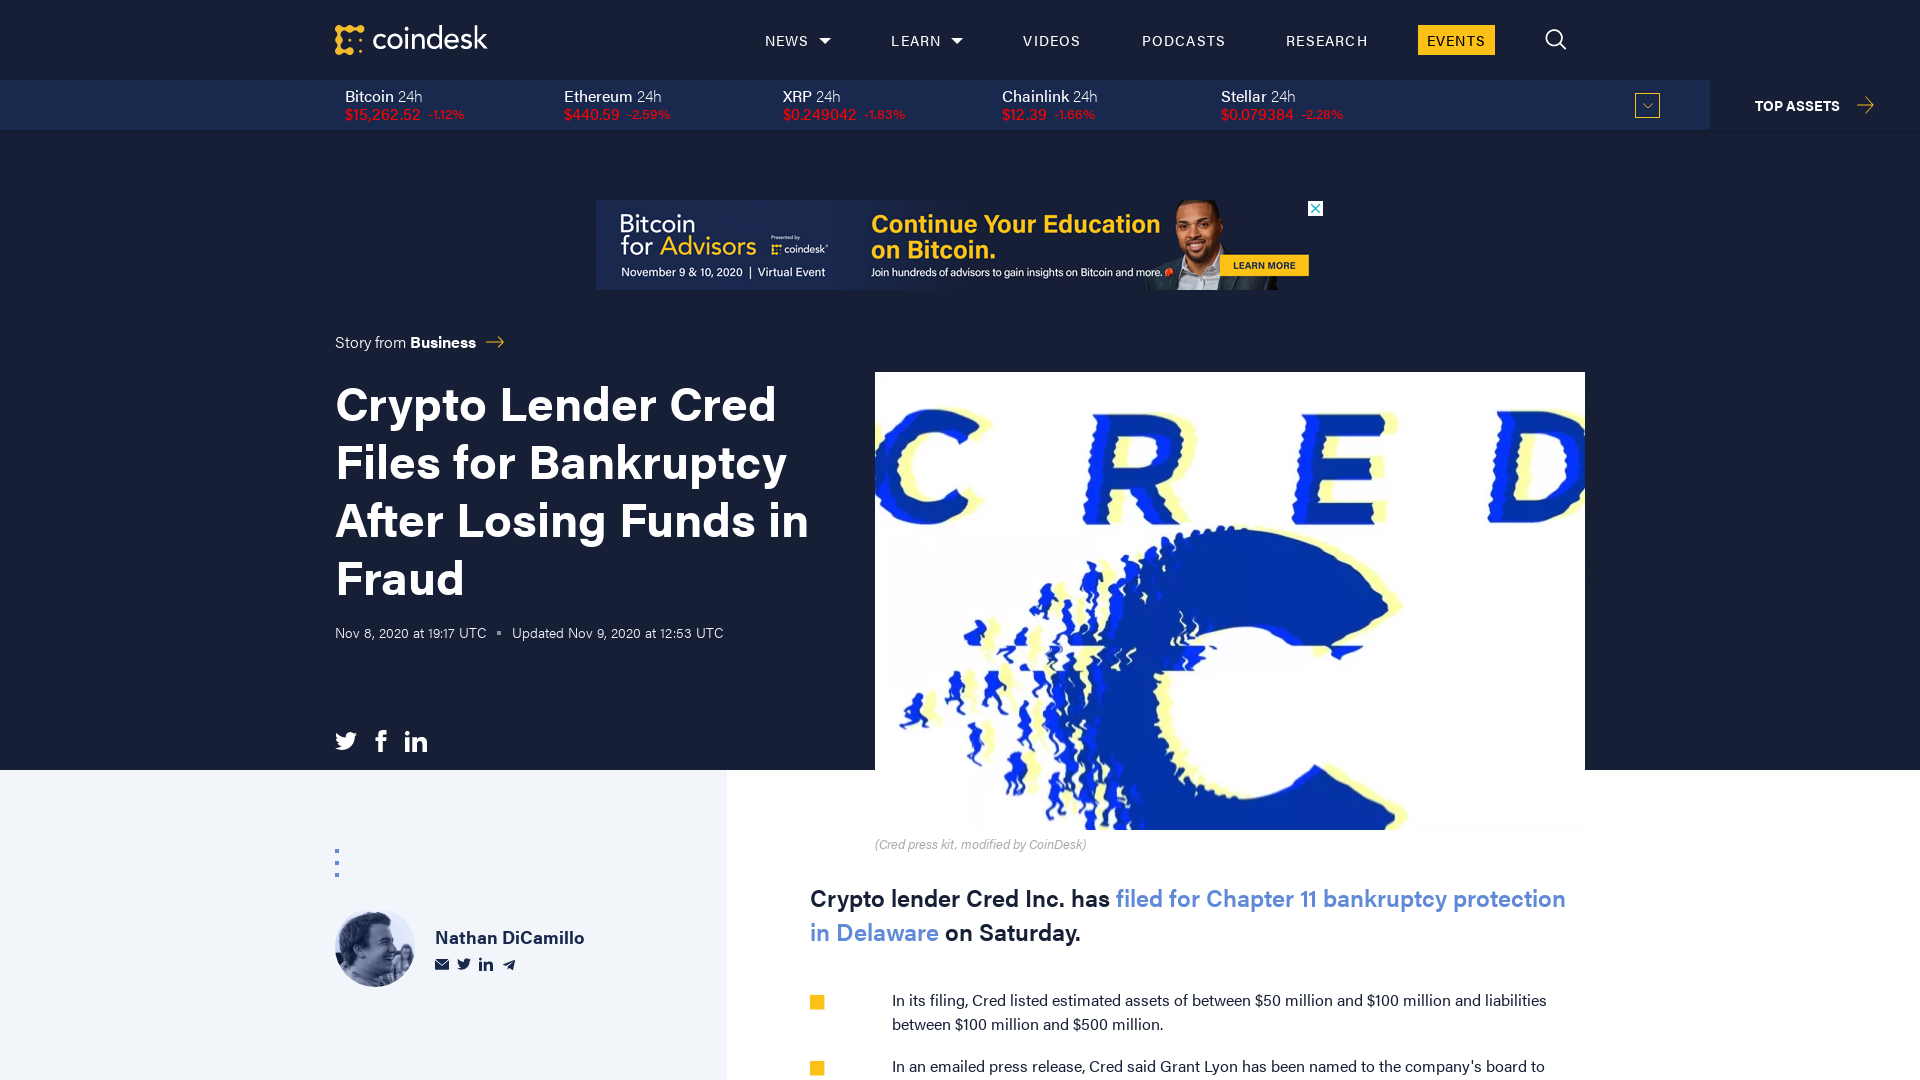 coindesk
NEWS
LEARN
VIDEOS
PODCASTS
RESEARCH
EVENTS
Bitcoin 24h
$15,262.52 -1.12%
Ethereum 24h
$440.59 -2.59%
XRP 24h
$0.249042 -1.83%
Chainlink 24h
$12.39 -1.66%
Stellar 24h
$0.079384 -2.28%
TOP ASSETS
Bitcoin
for Advisors
Presented by
coindesk
November 9 & 10, 2020 | Virtual Event
Continue Your Education
on Bitcoin.
Join hundreds of advisors to gain insights on Bitcoin and more.
LEARN MORE
Story from Business
Crypto Lender Cred
Files for Bankruptcy
After Losing Funds in
Fraud
Nov 8, 2020 at 19:17 UTC
Updated Nov 9, 2020 at 12:53 UTC
CRED
(Cred press kit, modified by CoinDesk)
Nathan DiCamillo
Crypto lender Cred Inc. has filed for Chapter 11 bankruptcy protection
in Delaware on Saturday.
In its filing, Cred listed estimated assets of between $50 million and $100 million and liabilities
between $100 million and $500 million.
In an emailed press release, Cred said Grant Lyon has been named to the company's board to